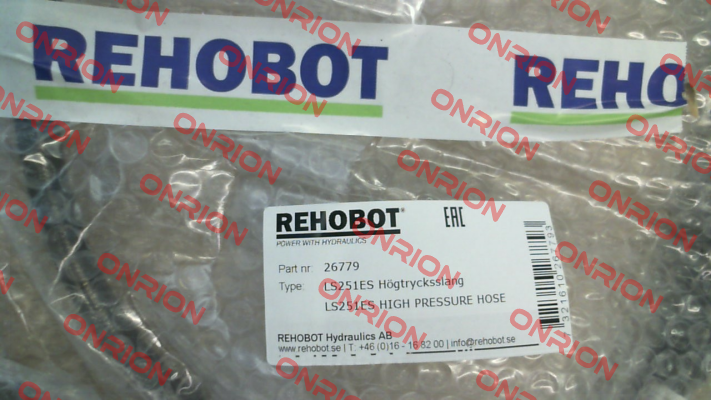 REHOBOT REHO
REHOBOT® EAC
POWER WITH HYDRAULICS
Part nr: 26779
Type: LS251ES Högtrycksslang
LS251ES HIGH PRESSURE HOSE
REHOBOT Hydraulics AB
www.rehobot.se | T: +46 (0)16 - 16 82 00 | info@rehobot.se
ONRION